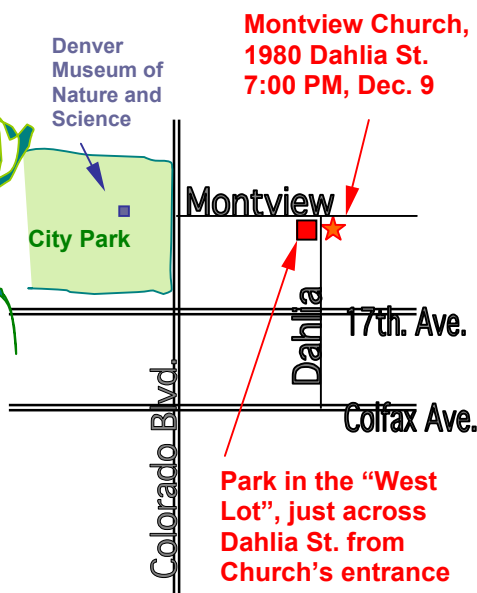 Montview Church,
1980 Dahlia St.
7:00 PM, Dec. 9
Denver
Museum of
Nature and
Science
Montview
City Park
Dahlia
17th. Ave.
Colfax Ave.
Colorado Blvd.
Park in the “West
Lot”, just across
Dahlia St. from
Church’s entrance